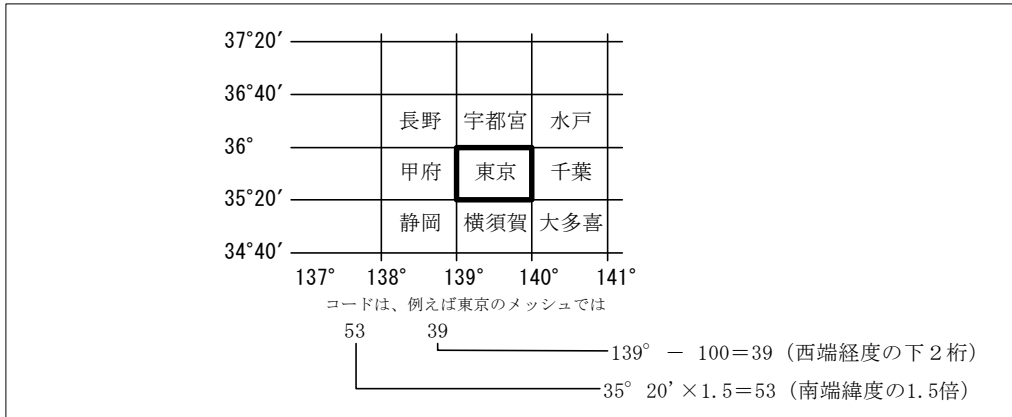 37°20′
36°40′
長野 宇都宮 水戸
36°
甲府 東京 千葉
35°20′
静岡 横須賀 大多喜
34°40′
137° 138° 139° 140° 141°
コードは、例えば東京のメッシュでは
53 39
139° － 100＝39（西端経度の下２桁）
35° 20'×1.5＝53（南端緯度の1.5倍）